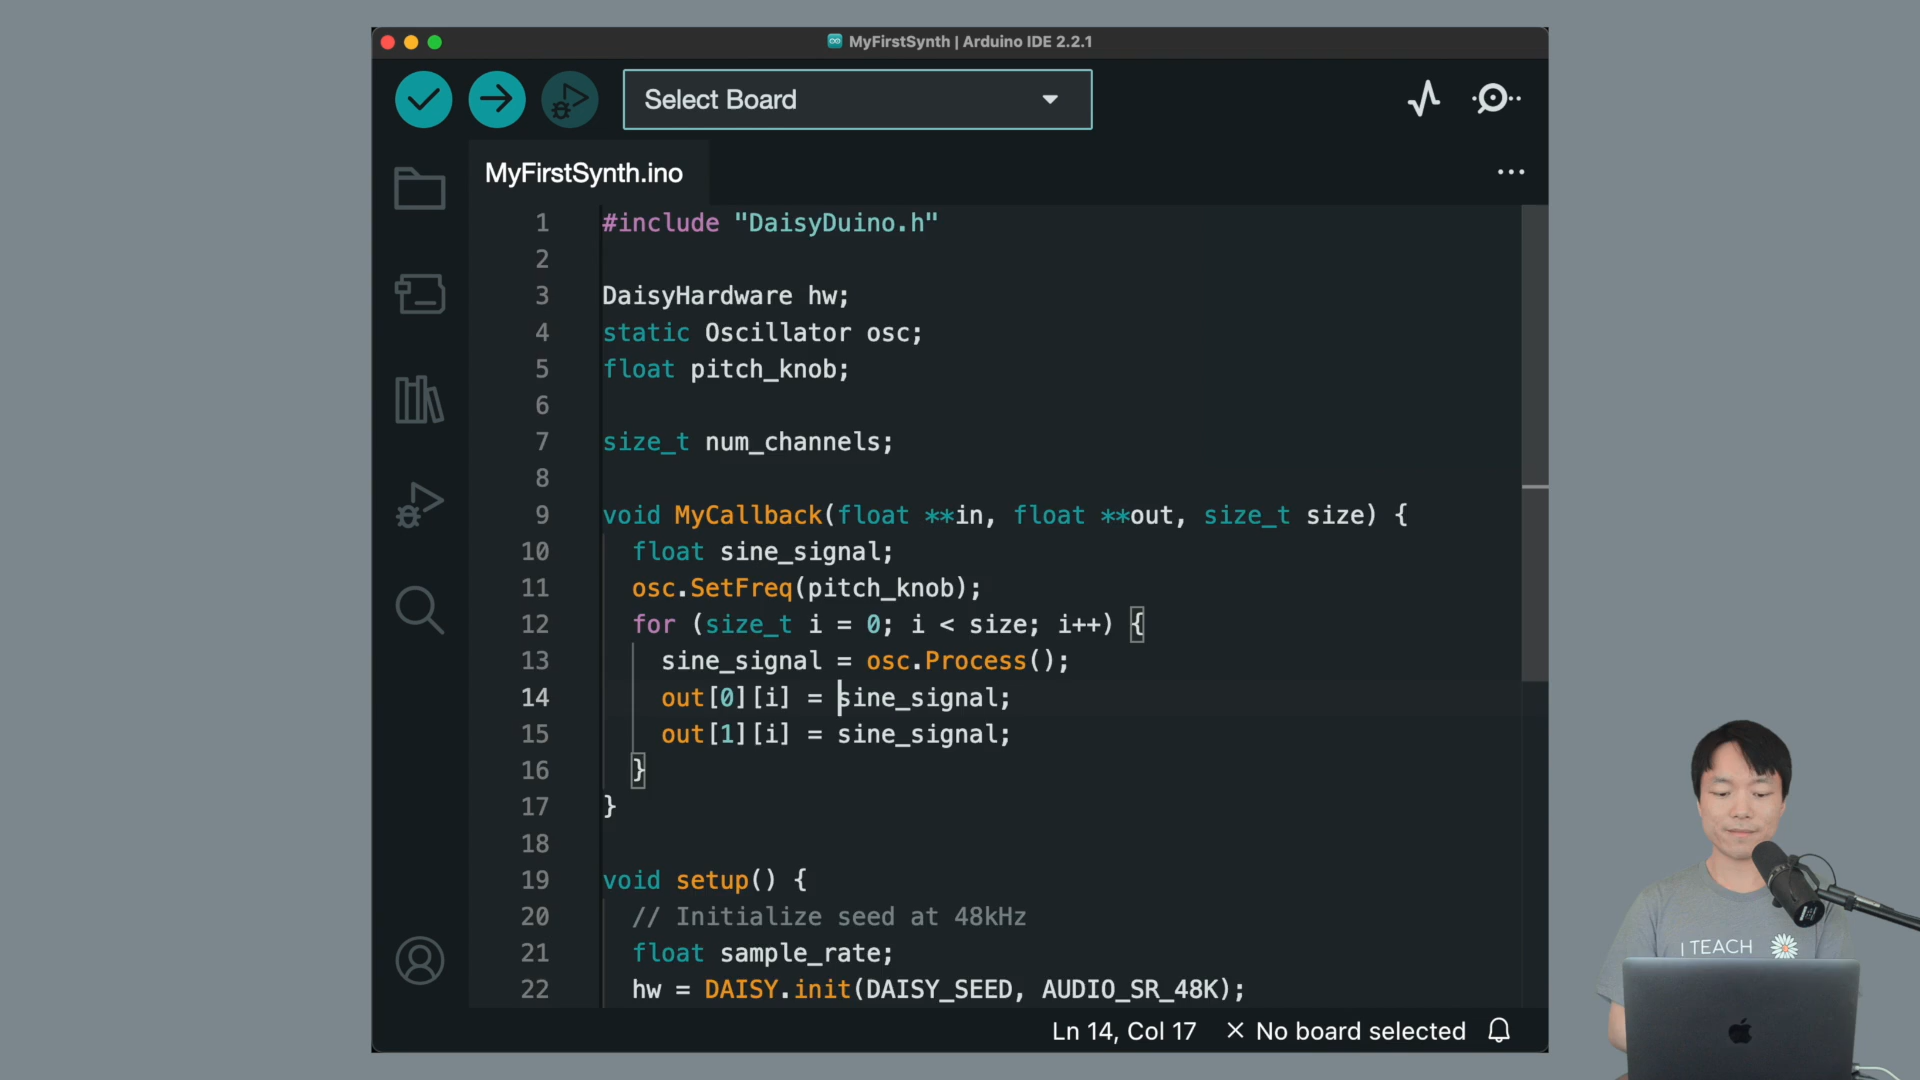 MyFirstSynth | Arduino IDE 2.2.1
Select Board
MyFirstSynth.ino
1 #include "DaisyDuino.h"
2
3 DaisyHardware hw;
4 static Oscillator osc;
5 float pitch_knob;
6
7 size_t num_channels;
8
9 void MyCallback(float **in, float **out, size_t size) {
10 float sine_signal;
11 osc.SetFreq(pitch_knob);
12 for (size_t i = 0; i < size; i++) {
13 sine_signal = osc.Process();
14 out[0][i] = sine_signal;
15 out[1][i] = sine_signal;
16 }
17 }
18
19 void setup() {
20 // Initialize seed at 48kHz
21 float sample_rate;
22 hw = DAISY.init(DAISY_SEED, AUDIO_SR_48K);
Ln 14, Col 17 × No board selected
I TEACH